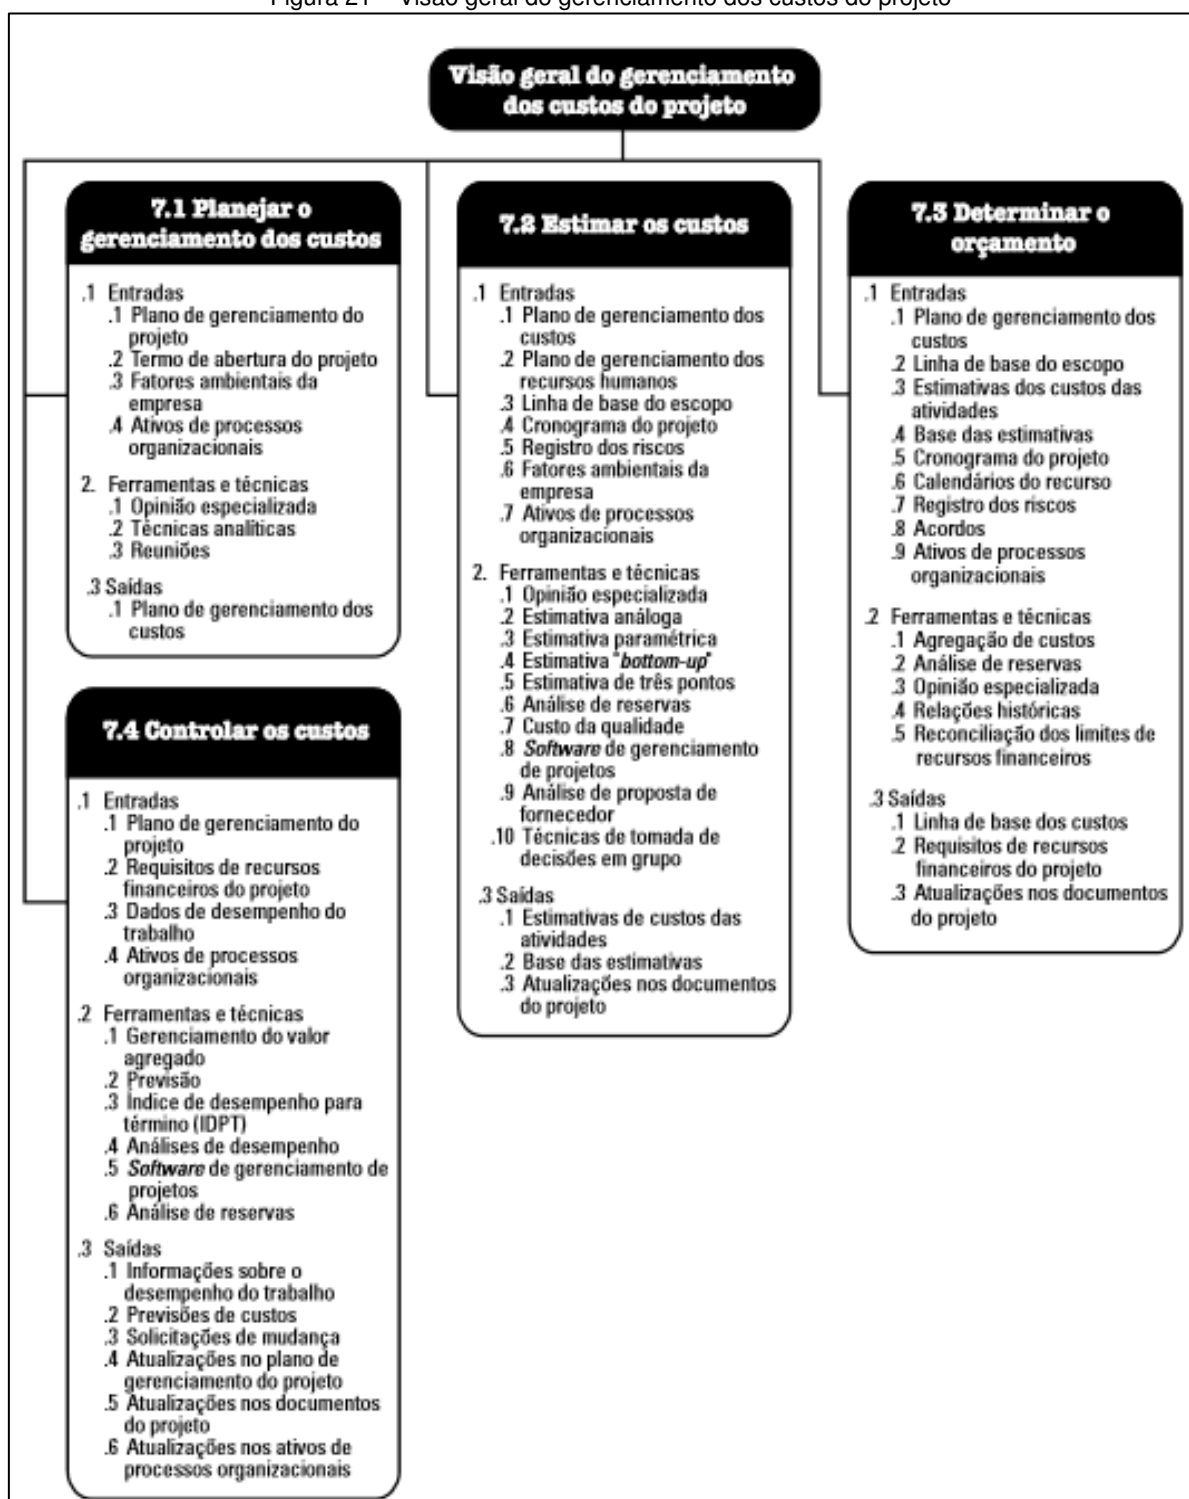 Figura 21 – Visão geral do gerenciamento dos custos do projeto
Visão geral do gerenciamento
dos custos do projeto
7.1 Planejar o
gerenciamento dos custos
.1 Entradas
.1 Plano de gerenciamento do
projeto
.2 Termo de abertura do projeto
.3 Fatores ambientais da
empresa
.4 Ativos de processos
organizacionais
2. Ferramentas e técnicas
.1 Opinião especializada
.2 Técnicas analíticas
.3 Reuniões
.3 Saídas
.1 Plano de gerenciamento dos
custos
7.2 Estimar os custos
.1 Entradas
.1 Plano de gerenciamento dos
custos
.2 Plano de gerenciamento dos
recursos humanos
.3 Linha de base do escopo
.4 Cronograma do projeto
.5 Registro dos riscos
.6 Fatores ambientais da
empresa
.7 Ativos de processos
organizacionais
2. Ferramentas e técnicas
.1 Opinião especializada
.2 Estimativa análoga
.3 Estimativa paramétrica
.4 Estimativa "bottom-up"
.5 Estimativa de três pontos
.6 Análise de reservas
.7 Custo da qualidade
.8 Software de gerenciamento
de projetos
.9 Análise de proposta de
fornecedor
.10 Técnicas de tomada de
decisões em grupo
.3 Saídas
.1 Estimativas de custos das
atividades
.2 Base das estimativas
.3 Atualizações nos documentos
do projeto
7.3 Determinar o
orçamento
.1 Entradas
.1 Plano de gerenciamento dos
custos
.2 Linha de base do escopo
.3 Estimativas dos custos das
atividades
.4 Base das estimativas
.5 Cronograma do projeto
.6 Calendários do recurso
.7 Registro dos riscos
.8 Acordos
.9 Ativos de processos
organizacionais
.2 Ferramentas e técnicas
.1 Agregação de custos
.2 Análise de reservas
.3 Opinião especializada
.4 Relações históricas
.5 Reconciliação dos limites de
recursos financeiros
.3 Saídas
.1 Linha de base dos custos
.2 Requisitos de recursos
financeiros do projeto
.3 Atualizações nos documentos
do projeto
7.4 Controlar os custos
.1 Entradas
.1 Plano de gerenciamento do
projeto
.2 Requisitos de recursos
financeiros do projeto
.3 Dados de desempenho do
trabalho
.4 Ativos de processos
organizacionais
.2 Ferramentas e técnicas
.1 Gerenciamento do valor
agregado
.2 Previsão
.3 Índice de desempenho para
término (IDPT)
.4 Análises de desempenho
.5 Software de gerenciamento de
projetos
.6 Análise de reservas
.3 Saídas
.1 Informações sobre o
desempenho do trabalho
.2 Previsões de custos
.3 Solicitações de mudança
.4 Atualizações no plano de
gerenciamento do projeto
.5 Atualizações nos documentos
do projeto
.6 Atualizações nos ativos de
processos organizacionais